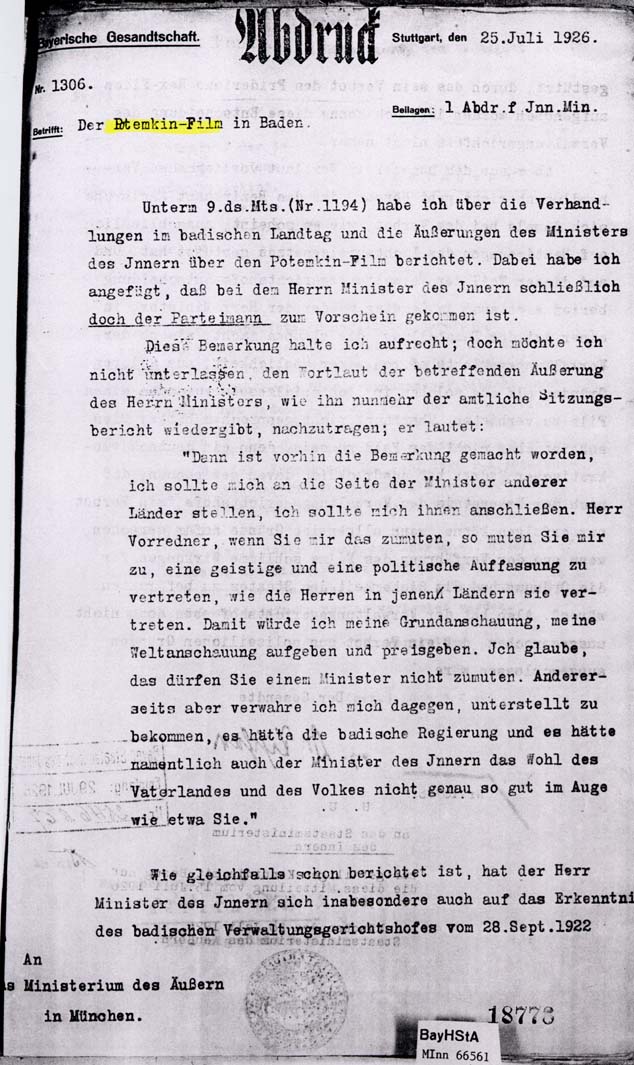 Bayerische Gesandtschaft.
Abdruck
Stuttgart, den 25.Juli 1926.
Nr. 1306.
Beilagen: 1 Abdr.f Jnn.Min.
Betrifft: Der Potemkin-Film in Baden.
Unterm 9.ds.Mts.(Nr.1194) habe ich über die Verhand-
lungen im badischen Landtag und die Äußerungen des Ministers
des Jnnern über den Potemkin-Film berichtet. Dabei habe ich
angefügt, daß bei dem Herrn Minister des Jnnern schließlich
doch der Parteimann zum Vorschein gekommen ist.
Diese Bemerkung halte ich aufrecht; doch möchte ich
nicht unterlassen, den Wortlaut der betreffenden Äußerung
des Herrn Ministers, wie ihn nunmehr der amtliche Sitzungs-
bericht wiedergibt, nachzutragen; er lautet:
"Dann ist vorhin die Bemerkung gemacht worden,
ich sollte mich an die Seite der Minister anderer
Länder stellen, ich sollte mich ihnen anschließen. Herr
Vorredner, wenn Sie mir das zumuten, so muten Sie mir
zu, eine geistige und eine politische Auffassung zu
vertreten, wie die Herren in jenen Ländern sie ver-
treten. Damit würde ich meine Grundanschauung, meine
Weltanschauung aufgeben und preisgeben. Jch glaube,
das dürfen Sie einem Minister nicht zumuten. Anderer-
seits aber verwahre ich mich dagegen, unterstellt zu
bekommen, es hätte die badische Regierung und es hätte
namentlich auch der Minister des Jnnern das Wohl des
Vaterlandes und des Volkes nicht genau so gut im Auge
wie etwa Sie."
Wie gleichfalls schon berichtet ist, hat der Herr
Minister des Jnnern sich insbesondere auch auf das Erkenntni
des badischen Verwaltungsgerichtshofes vom 28.Sept.1922
An
s Ministerium des Äußern
in München.
18773
BayHStA
MInn 66561